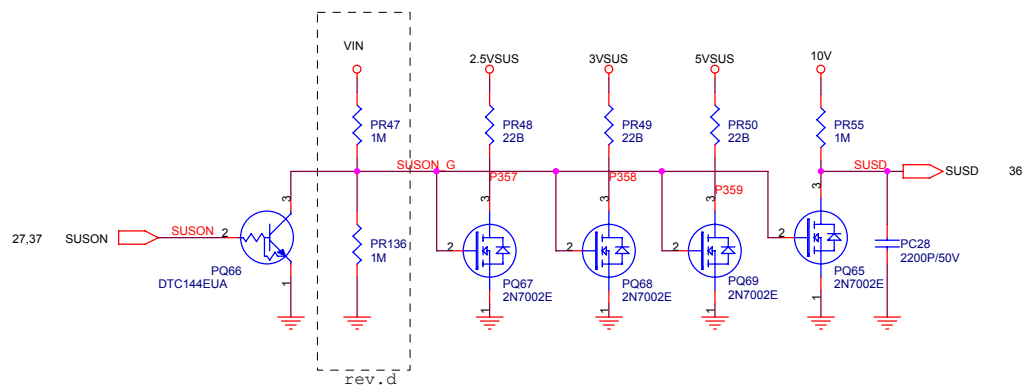 VIN
2.5VSUS
3VSUS
5VSUS
10V
PR47
1M
PR48
22B
PR49
22B
PR50
22B
PR55
1M
SUSON_G
P357
P358
P359
SUSD
SUSD
36
3
3
3
3
3
27,37
SUSON
SUSON
2
PR136
1M
2
2
2
2
PQ66
DTC144EUA
1
PQ67
2N7002E
1
PQ68
2N7002E
1
PQ69
2N7002E
1
PQ65
2N7002E
1
PC28
2200P/50V
rev.d